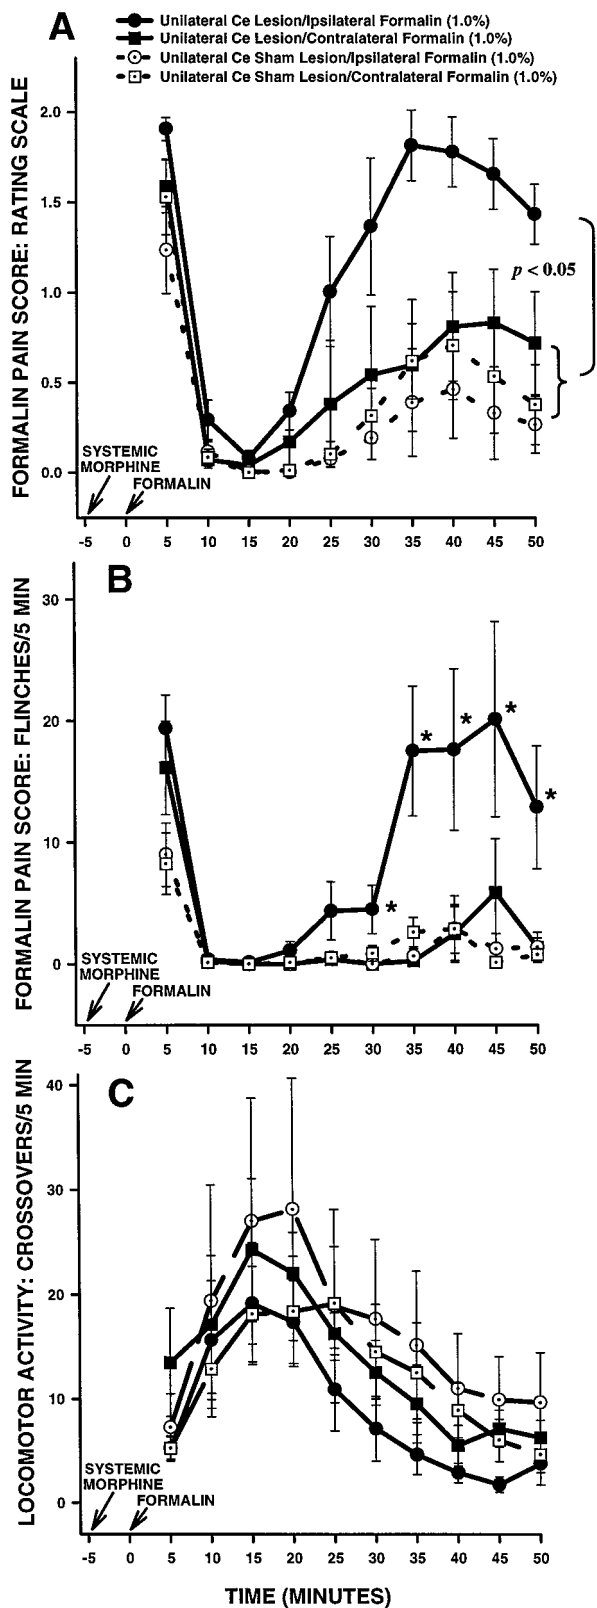 A
Unilateral Ce Lesion/Ipsilateral Formalin (1.0%)
Unilateral Ce Lesion/Contralateral Formalin (1.0%)
Unilateral Ce Sham Lesion/Ipsilateral Formalin (1.0%)
Unilateral Ce Sham Lesion/Contralateral Formalin (1.0%)
FORMALIN PAIN SCORE: RATING SCALE
2.0
1.5
1.0
0.5
0.0
p < 0.05
SYSTEMIC
MORPHINE
FORMALIN
-5 0 5 10 15 20 25 30 35 40 45 50
B
FORMALIN PAIN SCORE: FLINCHES/5 MIN
30
20
10
0
* * * * *
SYSTEMIC
MORPHINE
FORMALIN
-5 0 5 10 15 20 25 30 35 40 45 50
C
LOCOMOTOR ACTIVITY: CROSSOVERS/5 MIN
40
30
20
10
0
SYSTEMIC
MORPHINE
FORMALIN
-5 0 5 10 15 20 25 30 35 40 45 50
TIME (MINUTES)